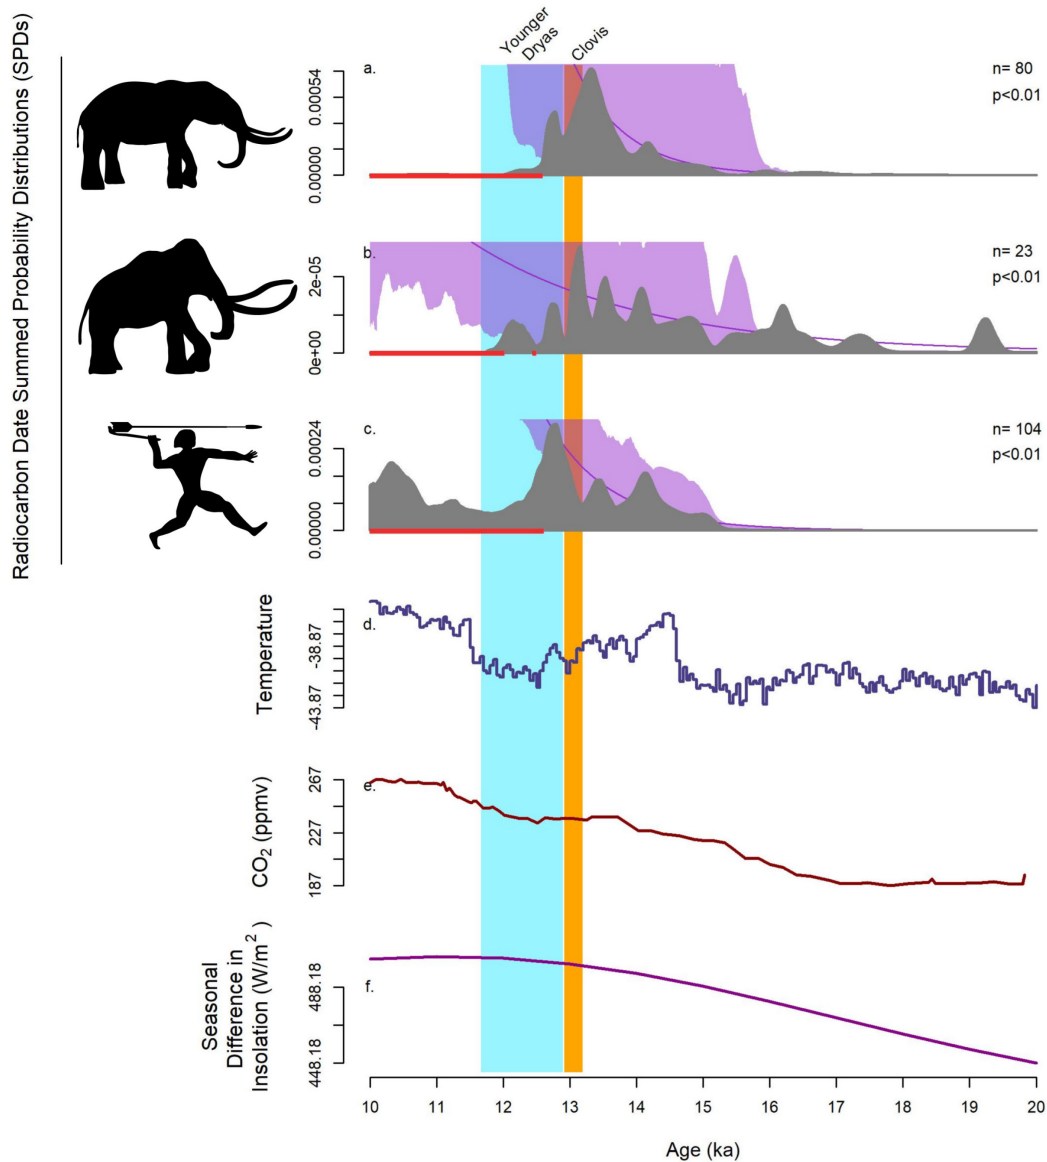 Radiocarbon Date Summed Probability Distributions (SPDs)
Younger
Dryas
Clovis
a.
n= 80
p<0.01
0.00054
0.00000
b.
n= 23
p<0.01
2e-05
0e+00
c.
n= 104
p<0.01
0.00024
0.00000
d.
Temperature
-38.87
-43.87
e.
CO₂ (ppmv)
267
227
187
f.
Seasonal
Difference in
Insolation (W/m²)
488.18
448.18
10 11 12 13 14 15 16 17 18 19 20
Age (ka)